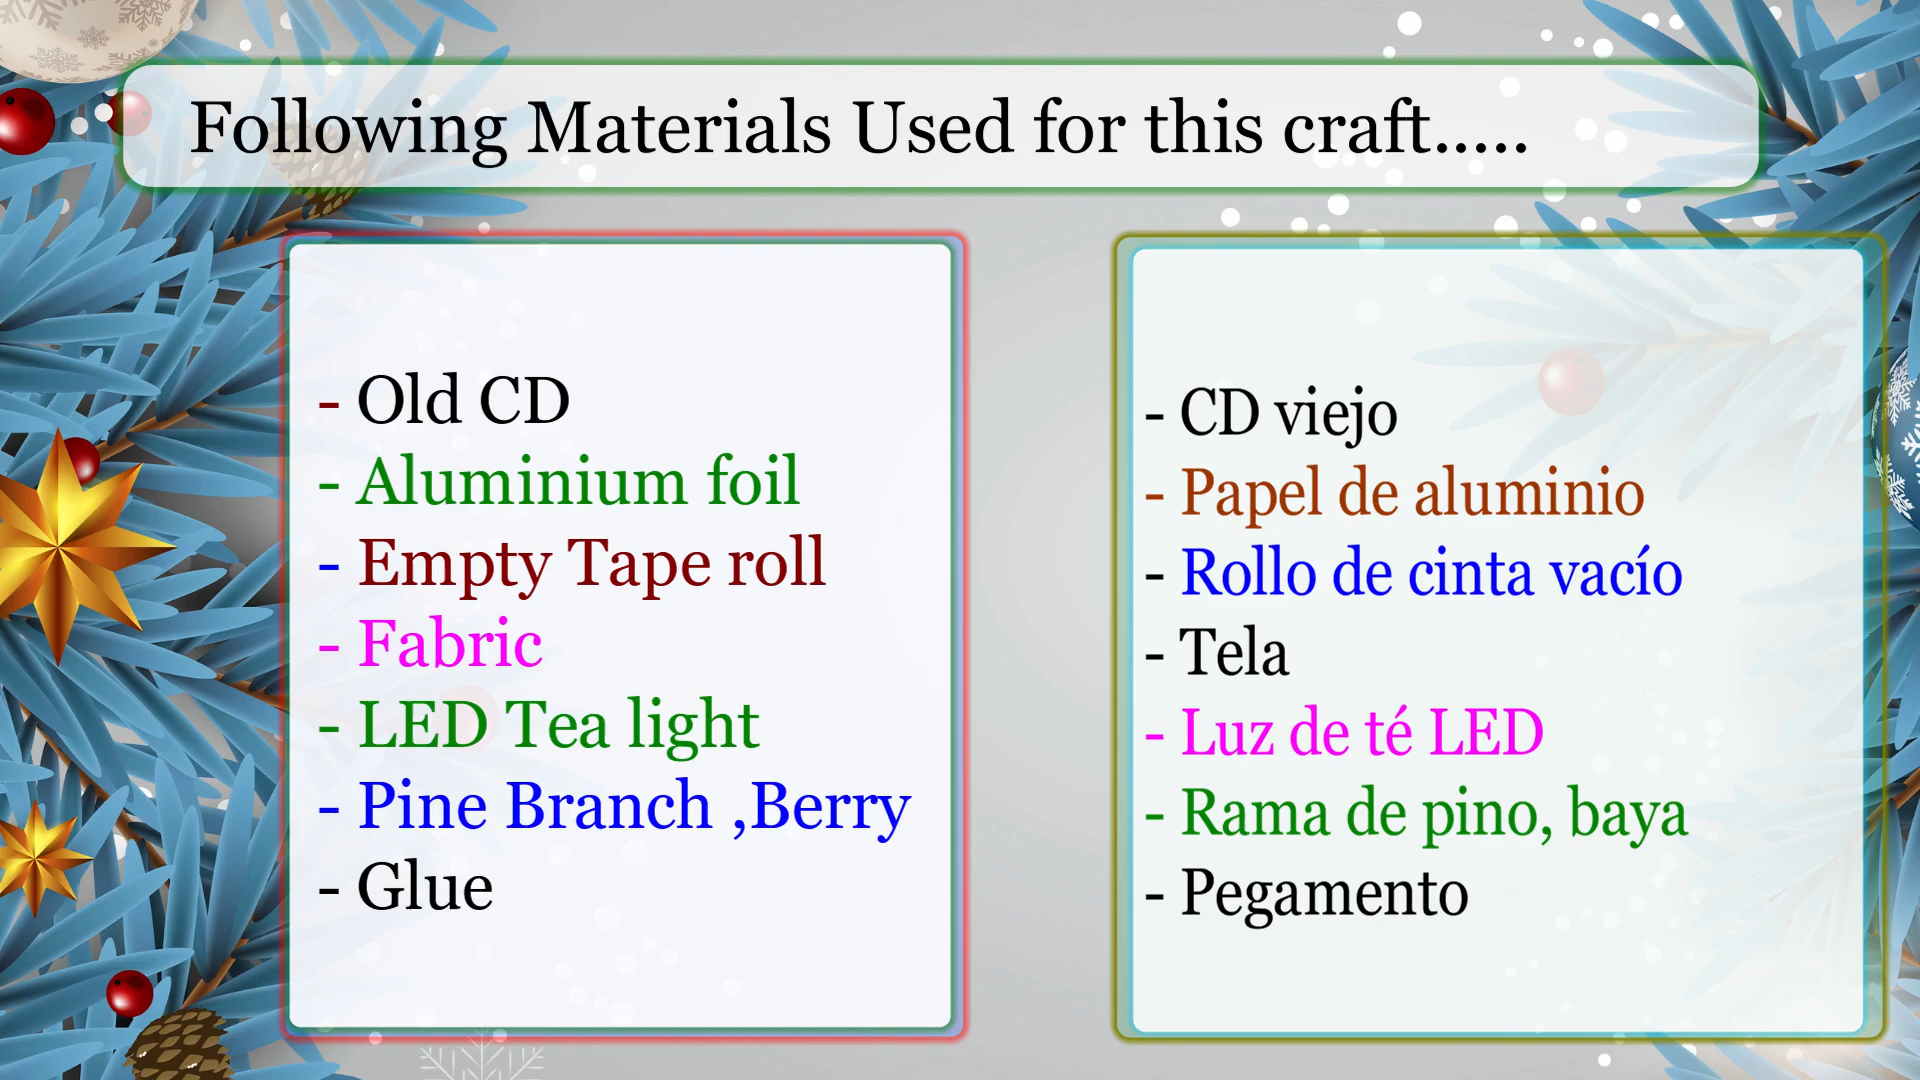 Following Materials Used for this craft.....
- Old CD
- Aluminium foil
- Empty Tape roll
- Fabric
- LED Tea light
- Pine Branch ,Berry
- Glue
- CD viejo
- Papel de aluminio
- Rollo de cinta vacío
- Tela
- Luz de té LED
- Rama de pino, baya
- Pegamento